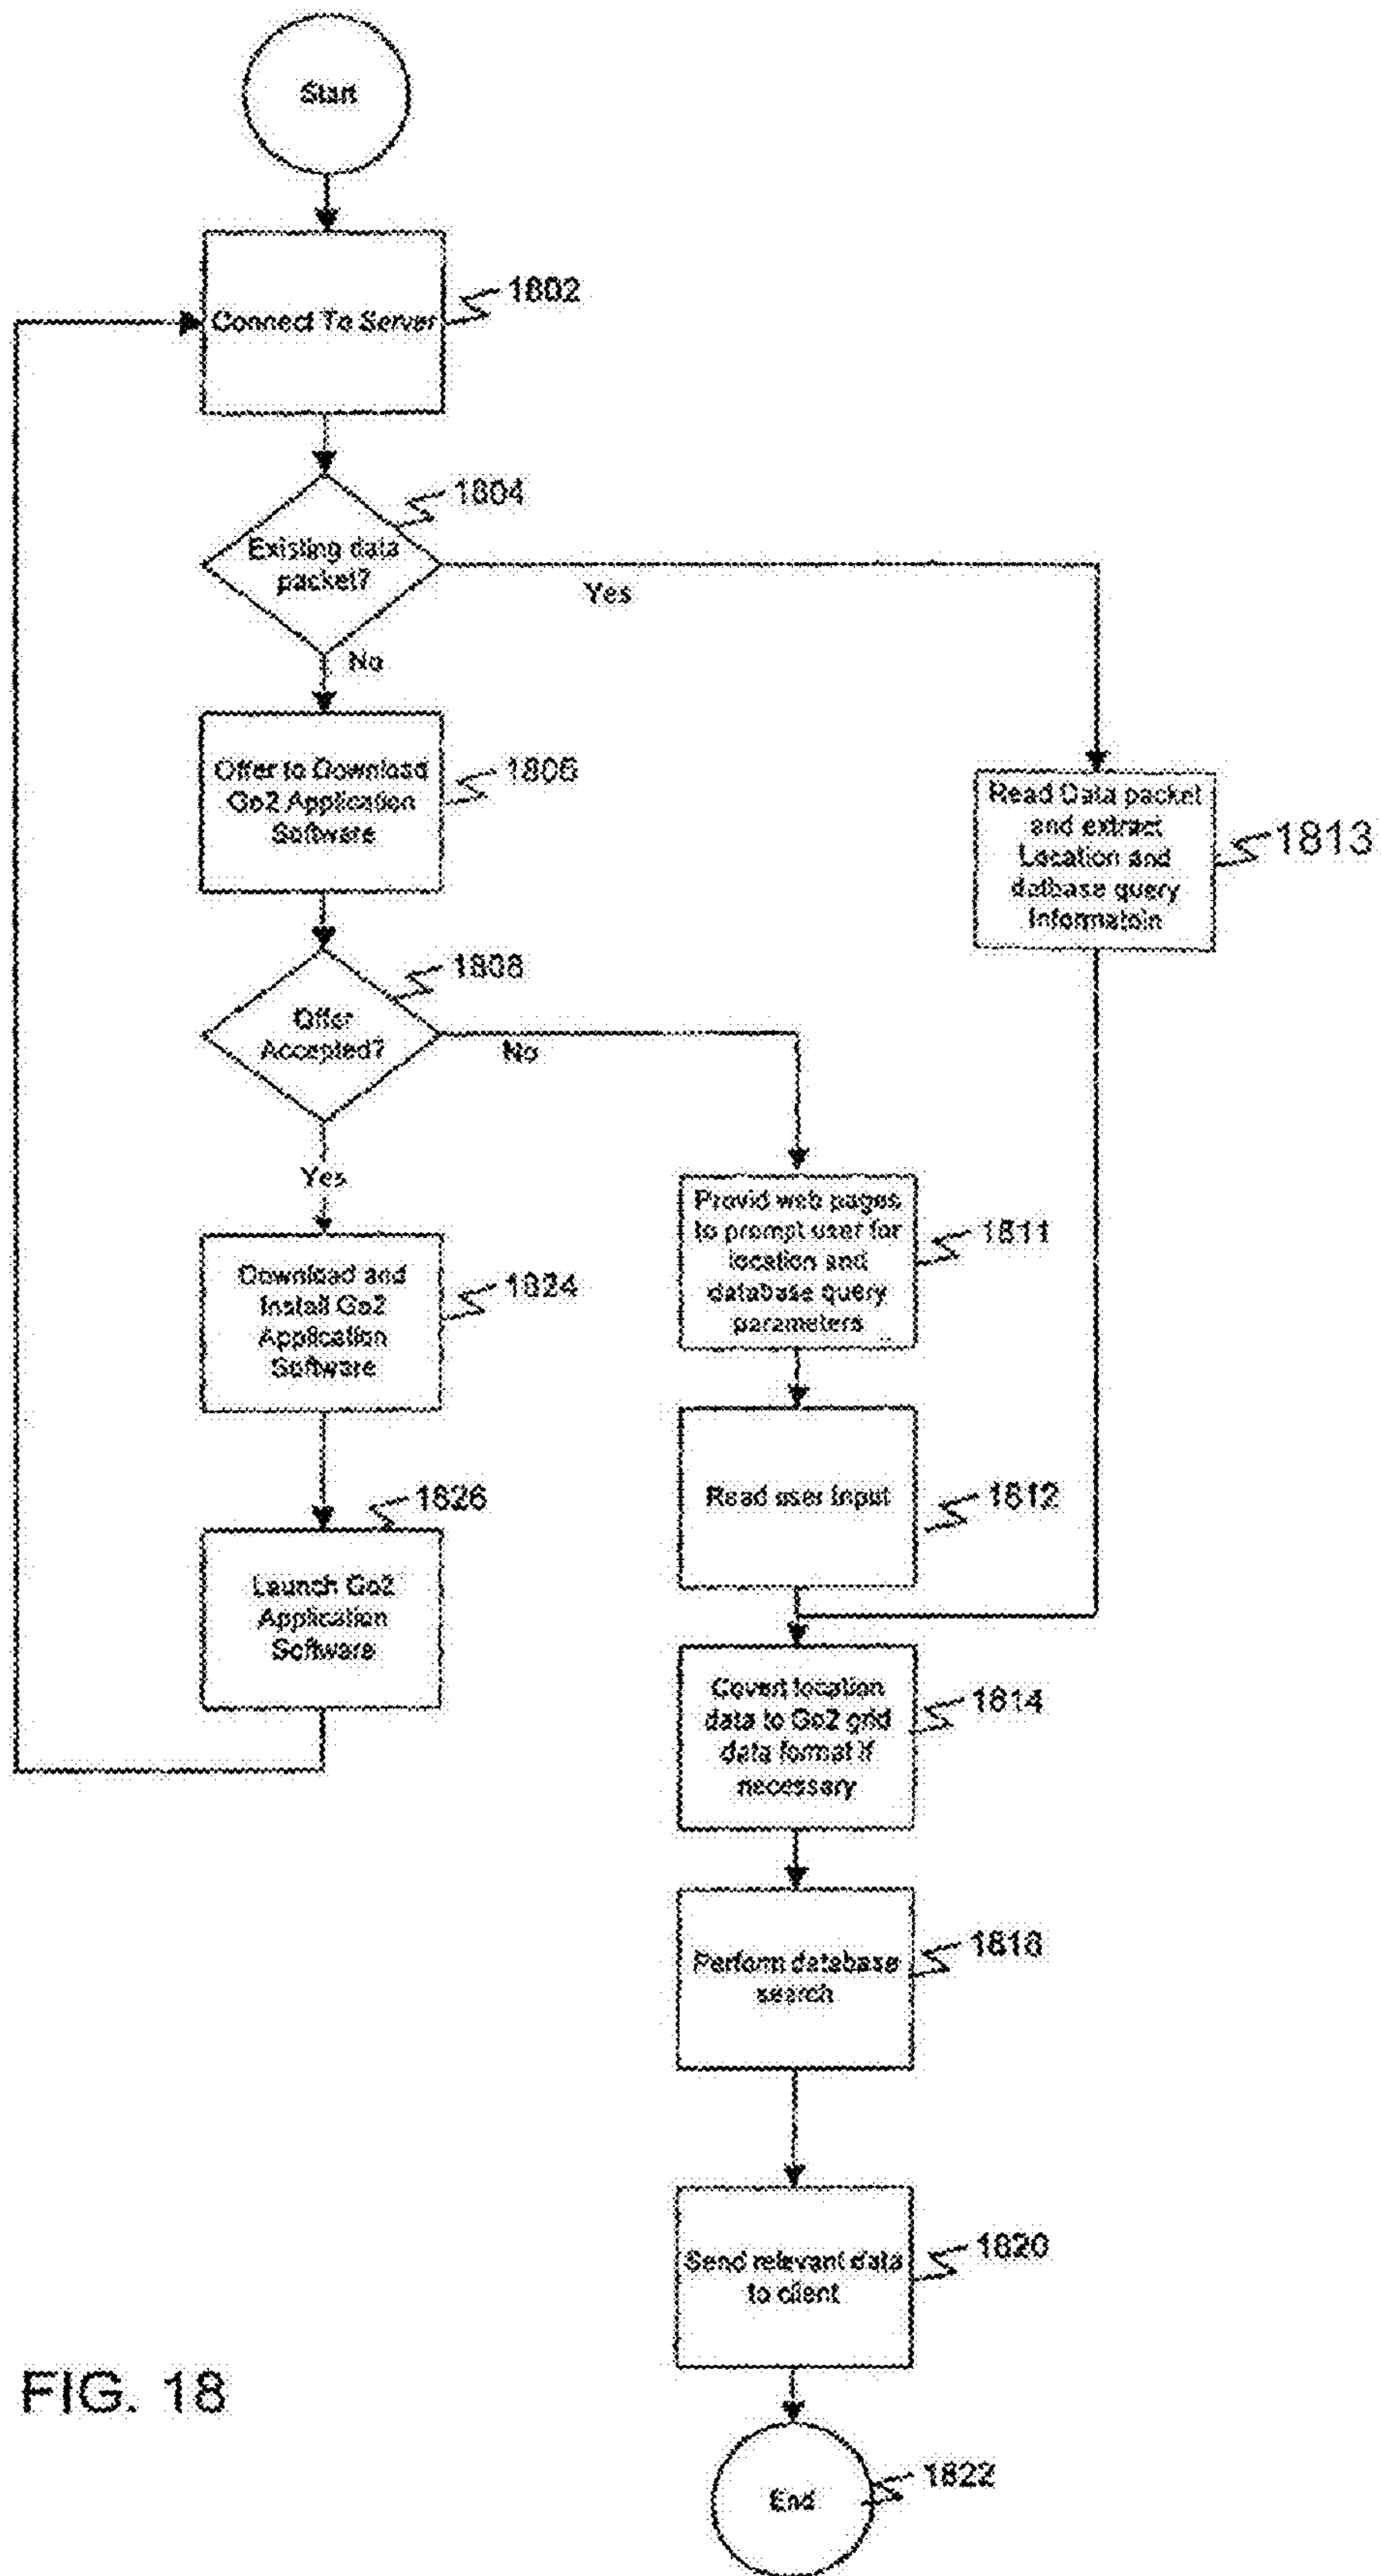 Start
Connect To Server
1802
Existing data
packet?
1804
Yes
No
Offer to Download
Go2 Application
Software
1806
Read Data packet
and extract
Location and
datbase query
Informatoin
1813
Offer
Accepted?
1808
No
Yes
Provid web pages
to prompt user for
location and
database query
parameters
1811
Download and
Install Go2
Application
Software
1824
Read user input
1812
Launch Go2
Application
Software
1826
Covert location
data to Go2 grid
data format if
necessary
1814
Perform database
search
1818
Send relevant data
to client
1820
End
1822
FIG. 18